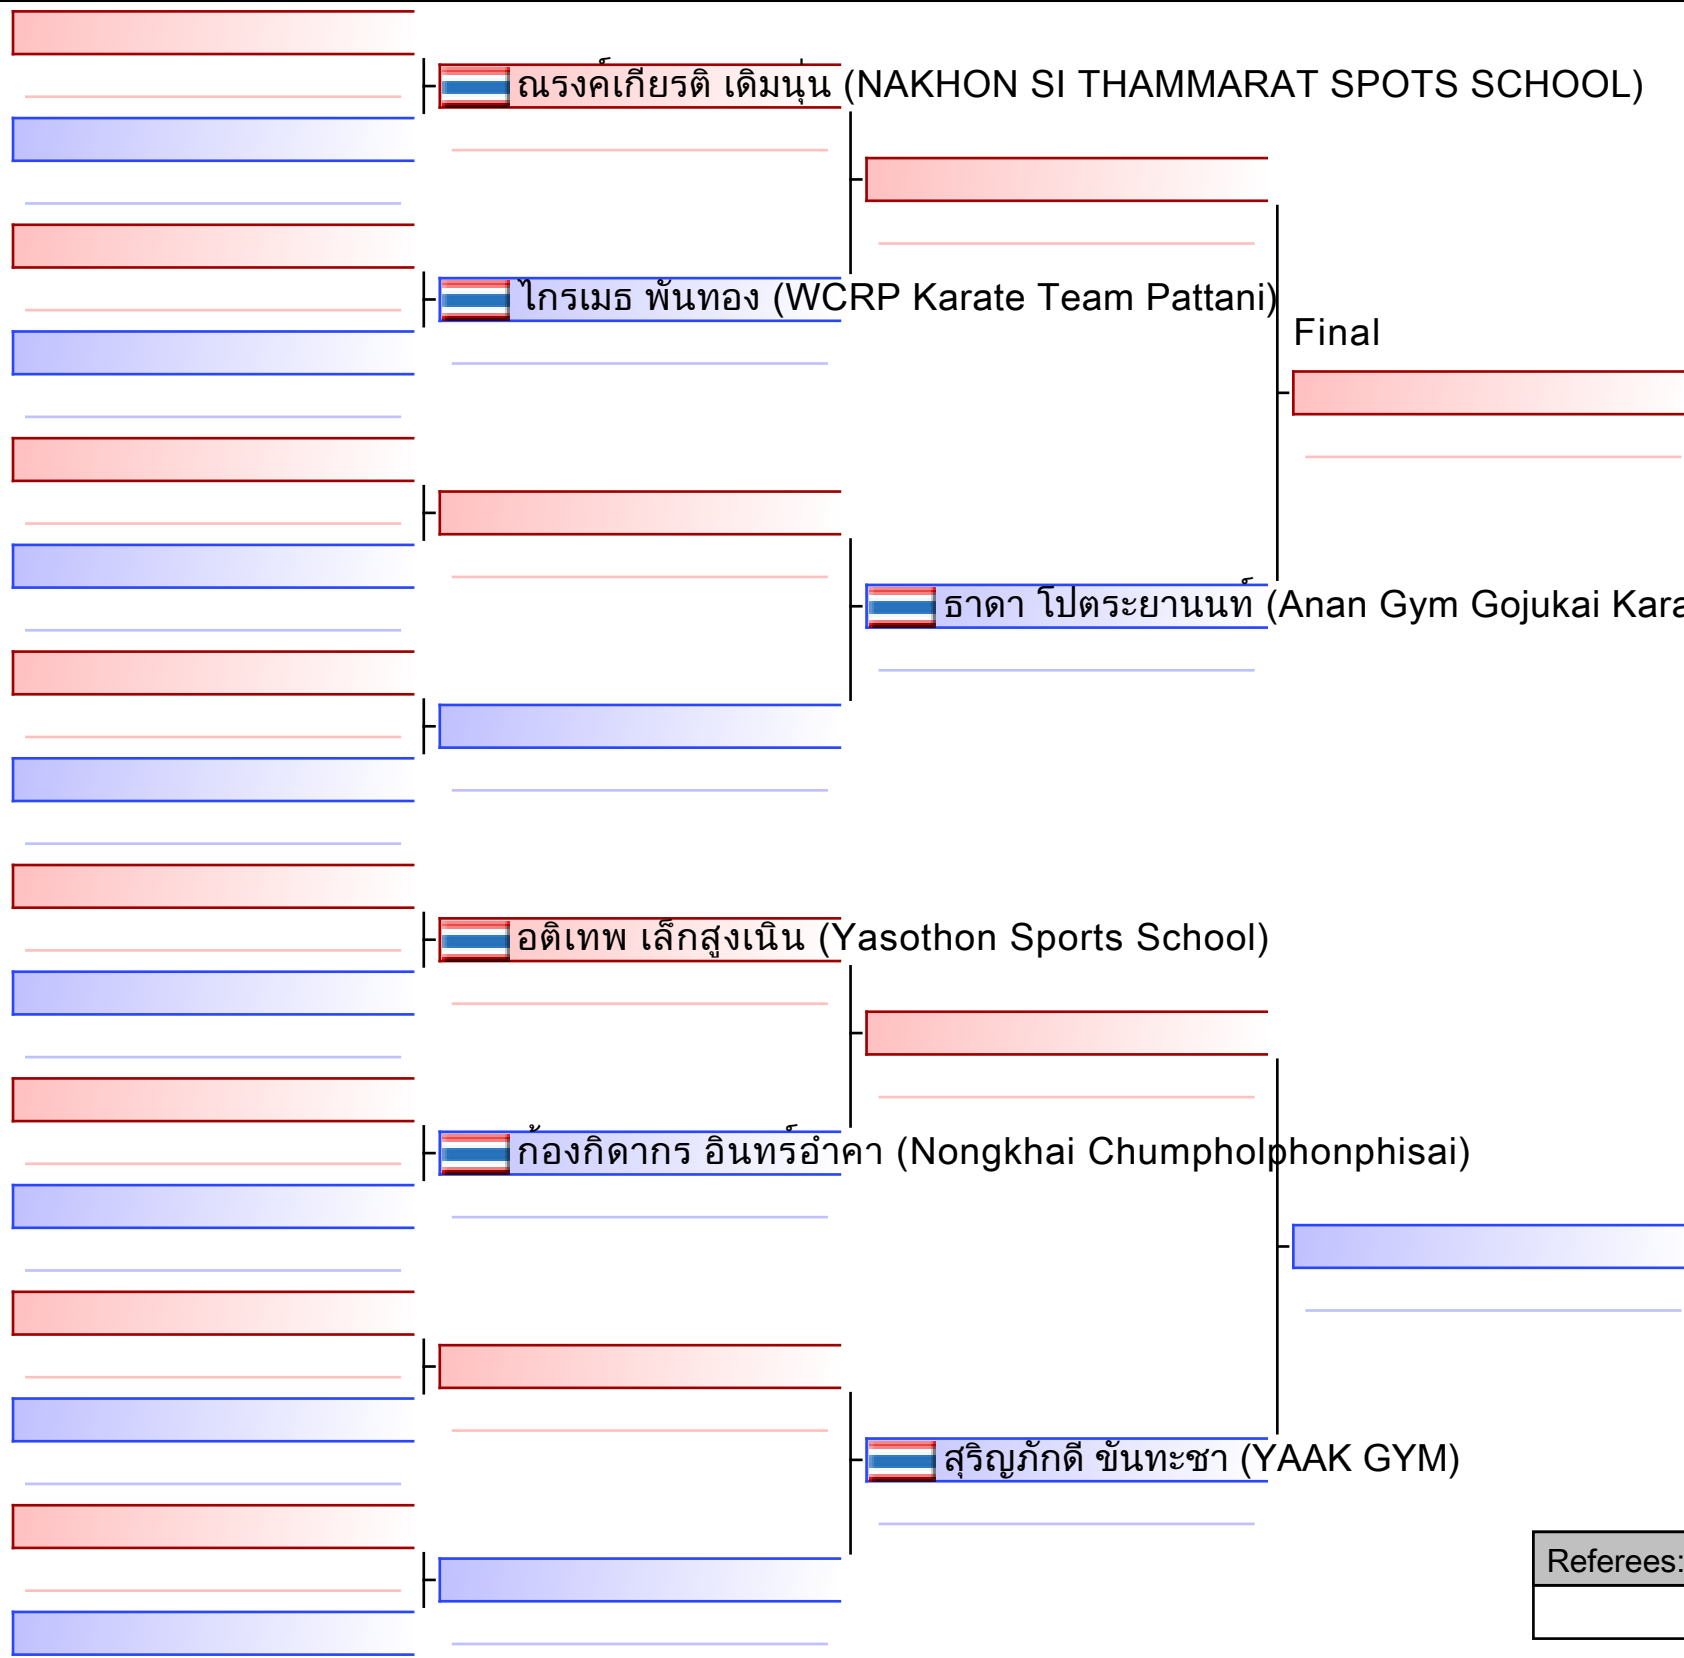 ณรงค์เกียรติ เดิมนุ่น (NAKHON SI THAMMARAT SPOTS SCHOOL)
ไกรเมธ พันทอง (WCRP Karate Team Pattani)
Final
ธาดา โปตระยานนท์ (Anan Gym Gojukai Kara
อติเทพ เล็กสูงเนิน (Yasothon Sports School)
ก้องกิดากร อินทร์อำคา (Nongkhai Chumpholphonphisai)
สุริญภักดี ขันทะชา (YAAK GYM)
Referees: